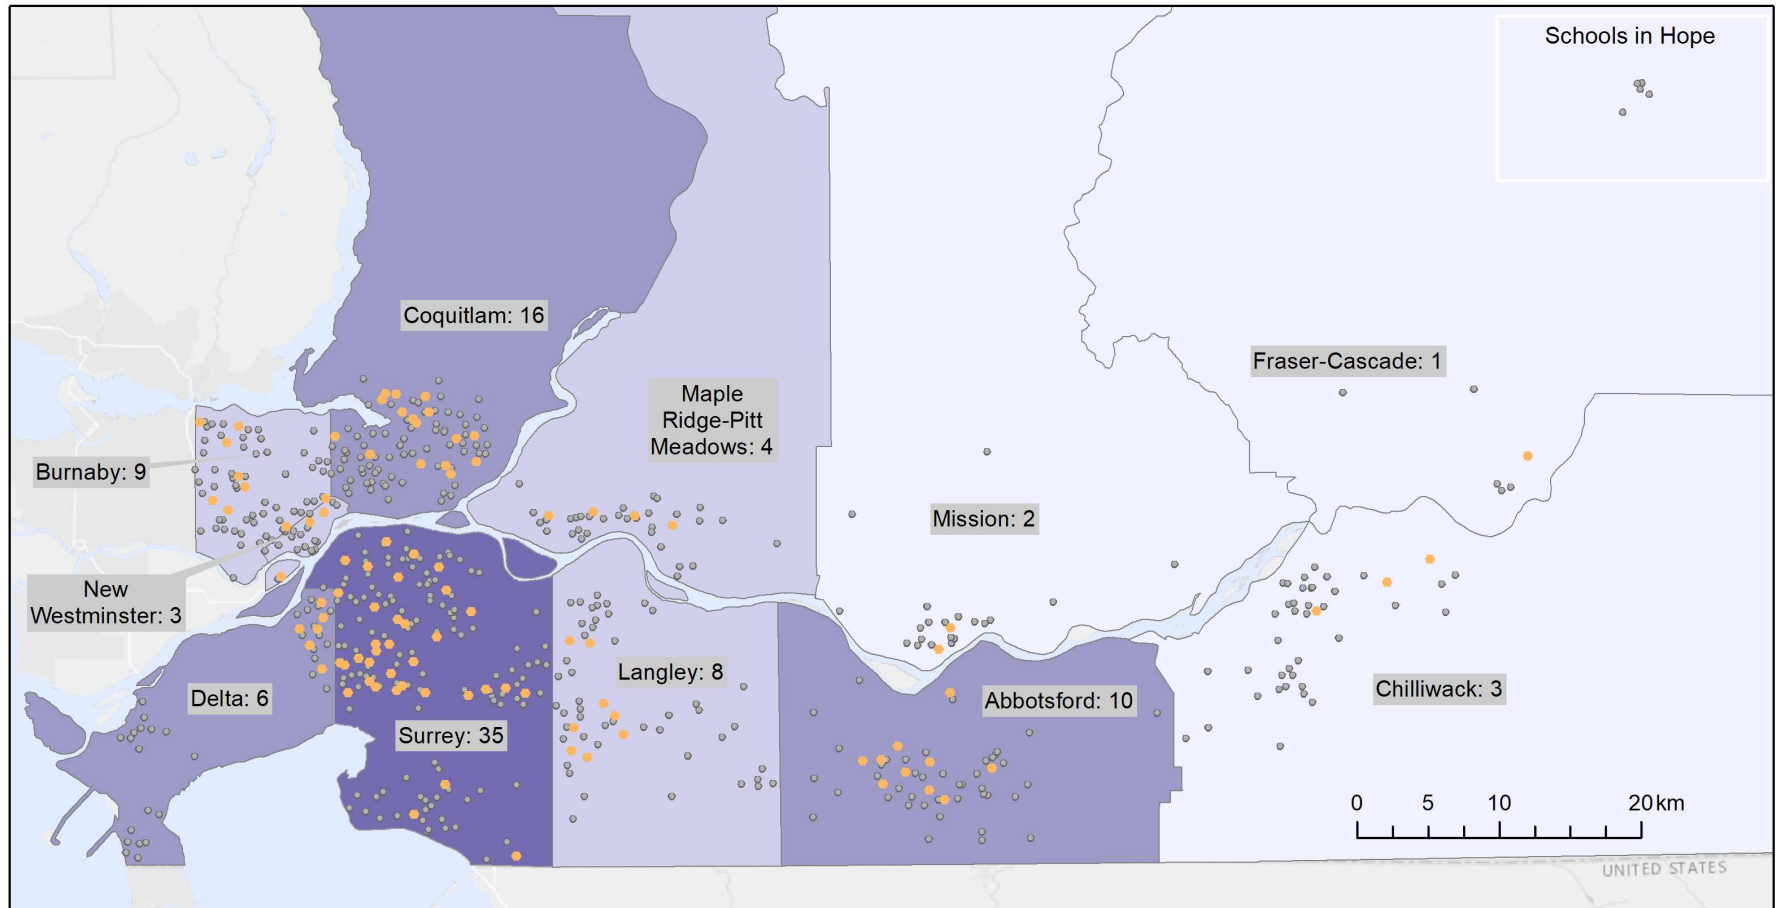 Schools in Hope
Coquitlam: 16
Fraser-Cascade: 1
Maple
Ridge-Pitt
Meadows: 4
Burnaby: 9
Mission: 2
New
Westminster: 3
Langley: 8
Delta: 6
Abbotsford: 10
Chilliwack: 3
Surrey: 35
0 5 10 20 km
UNITED STATES